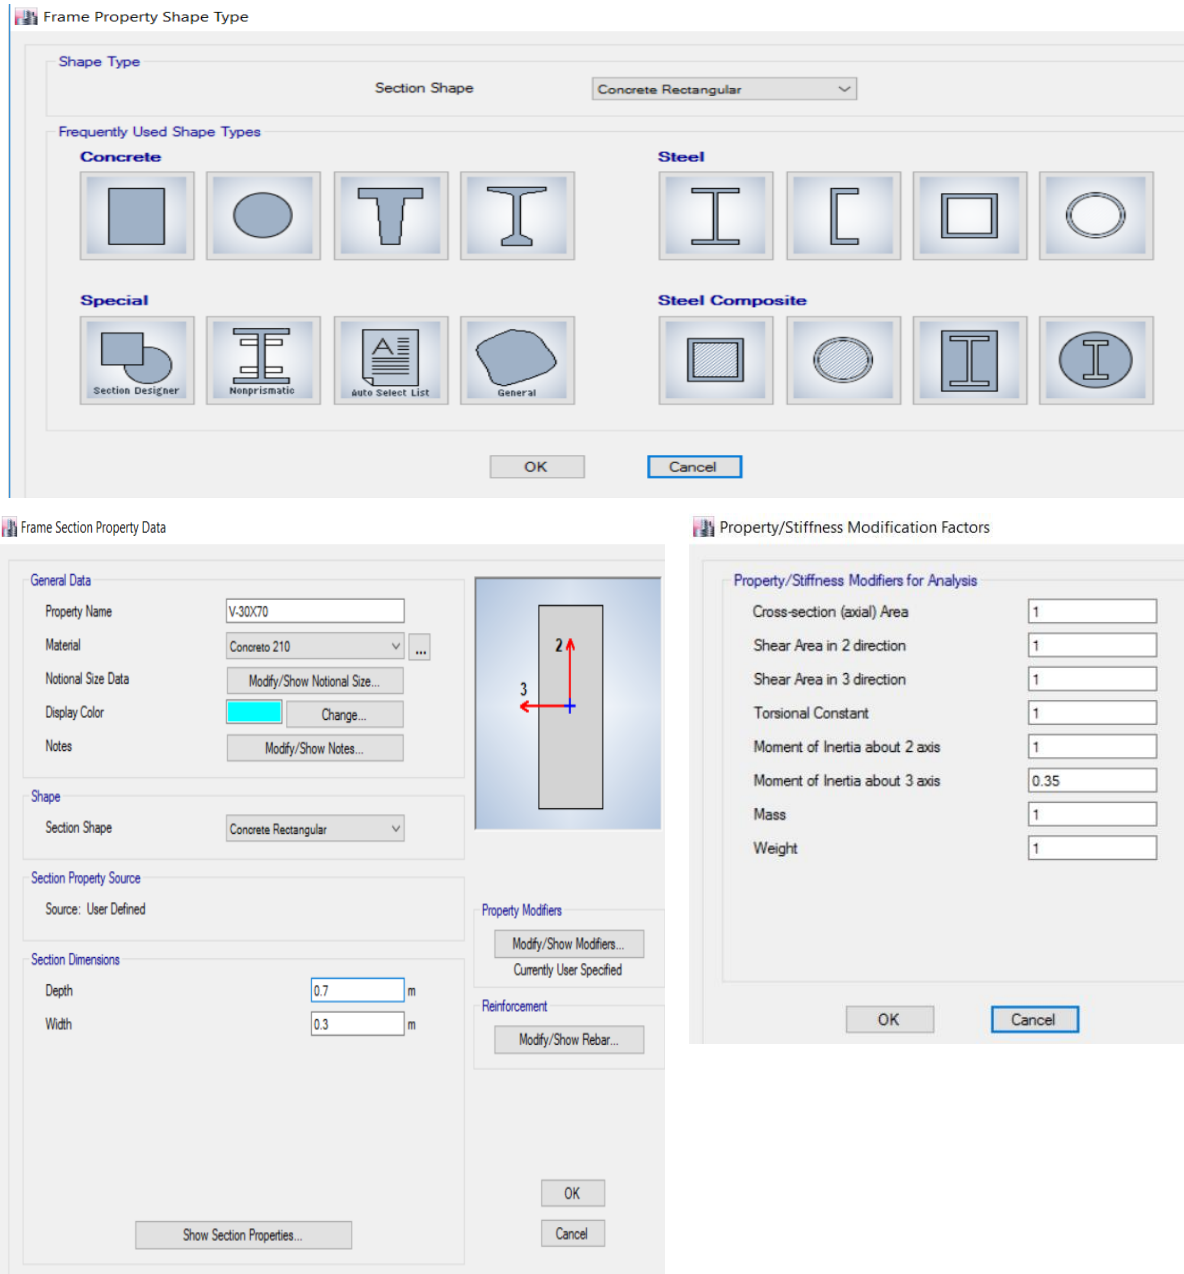 Frame Property Shape Type
Shape Type
Section Shape Concrete Rectangular
Frequently Used Shape Types
Concrete Steel
Special Steel Composite
Section Designer Nonprismatic Auto Select List General
OK Cancel
Frame Section Property Data
General Data
Property Name V-30X70
Material Concreto 210 ...
Notional Size Data Modify/Show Notional Size...
Display Color Change...
Notes Modify/Show Notes...
Shape
Section Shape Concrete Rectangular
Section Property Source
Source: User Defined
Section Dimensions
Depth 0.7 m
Width 0.3 m
Show Section Properties...
2
3
Property Modifiers
Modify/Show Modifiers...
Currently User Specified
Reinforcement
Modify/Show Rebar...
OK
Cancel
Property/Stiffness Modification Factors
Property/Stiffness Modifiers for Analysis
Cross-section (axial) Area 1
Shear Area in 2 direction 1
Shear Area in 3 direction 1
Torsional Constant 1
Moment of Inertia about 2 axis 1
Moment of Inertia about 3 axis 0.35
Mass 1
Weight 1
OK Cancel